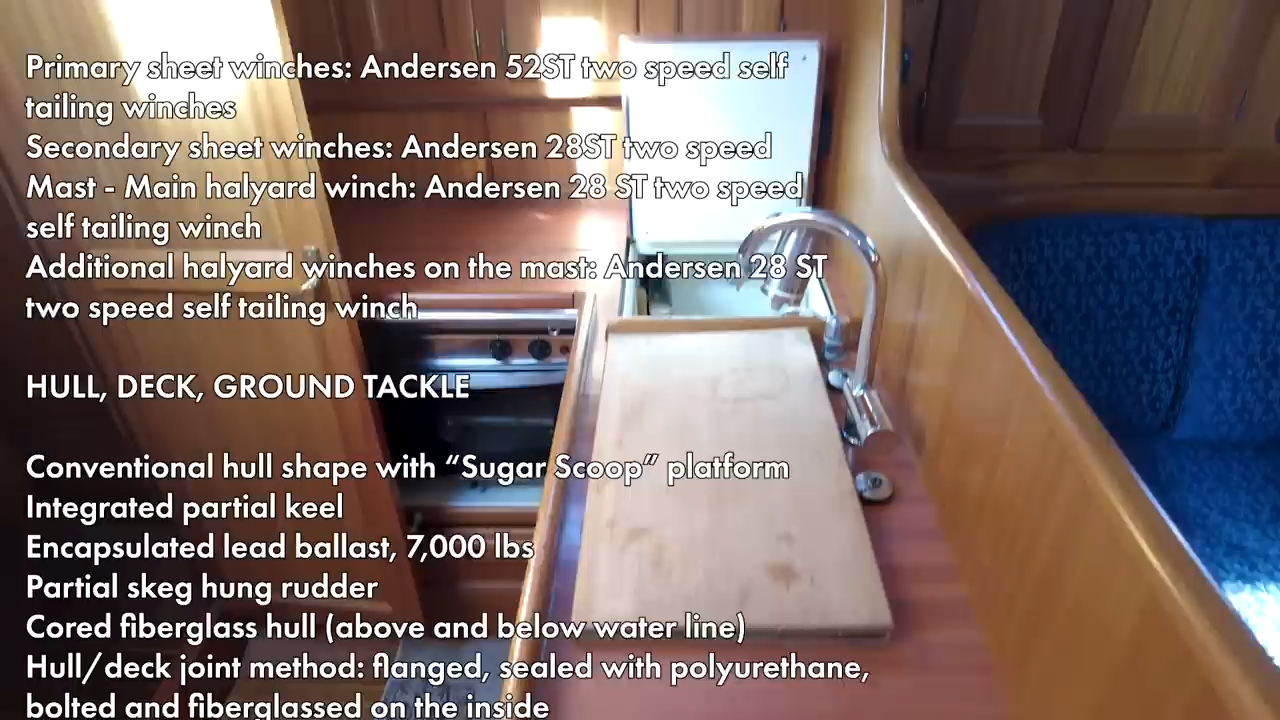 Primary sheet winches: Andersen 52ST two speed self
tailing winches
Secondary sheet winches: Andersen 28ST two speed
Mast - Main halyard winch: Andersen 28 ST two speed
self tailing winch
Additional halyard winches on the mast: Andersen 28 ST
two speed self tailing winch
HULL, DECK, GROUND TACKLE
Conventional hull shape with “Sugar Scoop” platform
Integrated partial keel
Encapsulated lead ballast, 7,000 lbs
Partial skeg hung rudder
Cored fiberglass hull (above and below water line)
Hull/deck joint method: flanged, sealed with polyurethane,
bolted and fiberglassed on the inside